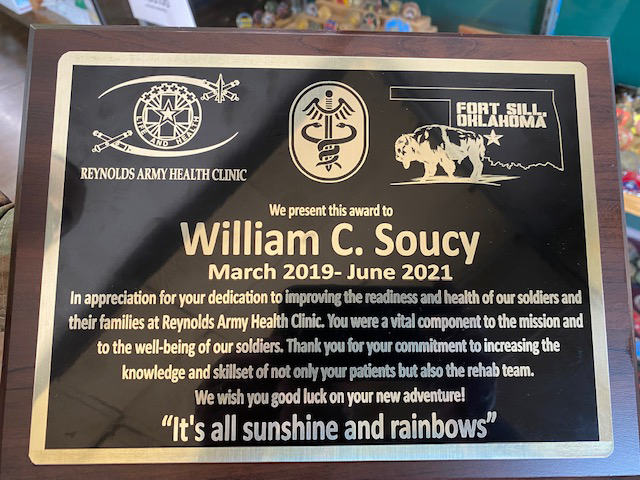 FORT SILL,
OKLAHOMA
LIFE AND HEALTH
REYNOLDS ARMY HEALTH CLINIC
We present this award to
William C. Soucy
March 2019- June 2021
In appreciation for your dedication to improving the readiness and health of our soldiers and
their families at Reynolds Army Health Clinic. You were a vital component to the mission and
to the well-being of our soldiers. Thank you for your commitment to increasing the
knowledge and skillset of not only your patients but also the rehab team.
We wish you good luck on your new adventure!
“It's all sunshine and rainbows”